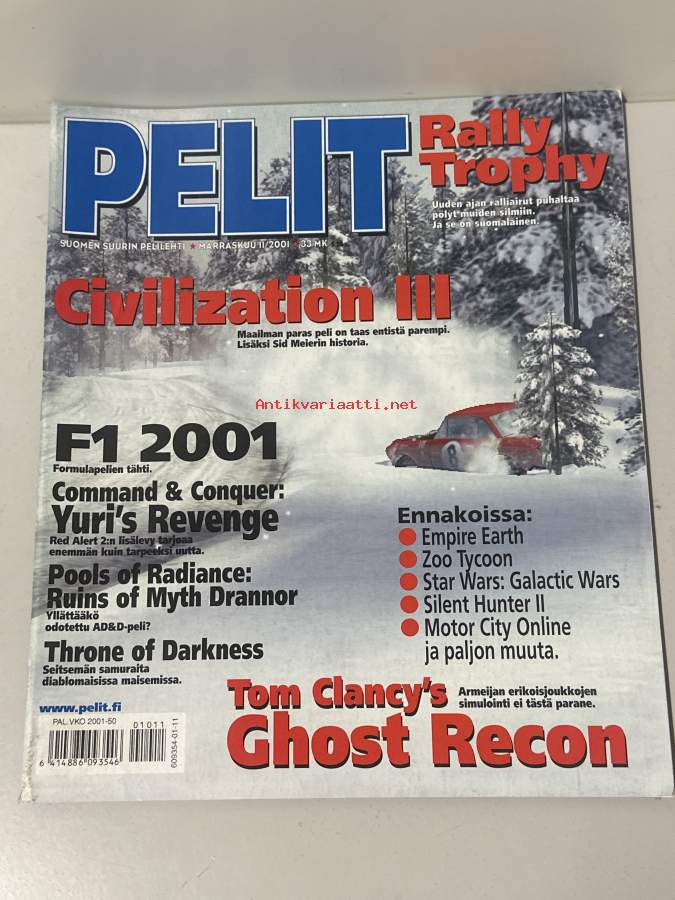 PELIT
SUOMEN SUURIN PELILEHTI ★ MARRASKUU 11/2001 ★ 33 MK
Rally
Trophy
Uuden ajan ralliairut puhaltaa
pölyt muiden silmiin.
Ja se on suomalainen.
Civilization III
Maailman paras peli on taas entistä parempi.
Lisäksi Sid Meierin historia.
Antikvariaatti.net
8
F1 2001
Formulapelien tähti.
Command & Conquer:
Yuri's Revenge
Red Alert 2:n lisälevy tarjoaa
enemmän kuin tarpeeksi uutta.
Pools of Radiance:
Ruins of Myth Drannor
Yllättääkö
odotettu AD&D-peli?
Throne of Darkness
Seitsemän samuraita
diablomaisissa maisemissa.
Ennakoissa:
Empire Earth
Zoo Tycoon
Star Wars: Galactic Wars
Silent Hunter II
Motor City Online
ja paljon muuta.
www.pelit.fi
PAL.VKO 2001-50
01011
6 414886 093546
609354-01-11
Tom Clancy's
Armeijan erikoisjoukkojen
simulointi ei tästä parane.
Ghost Recon